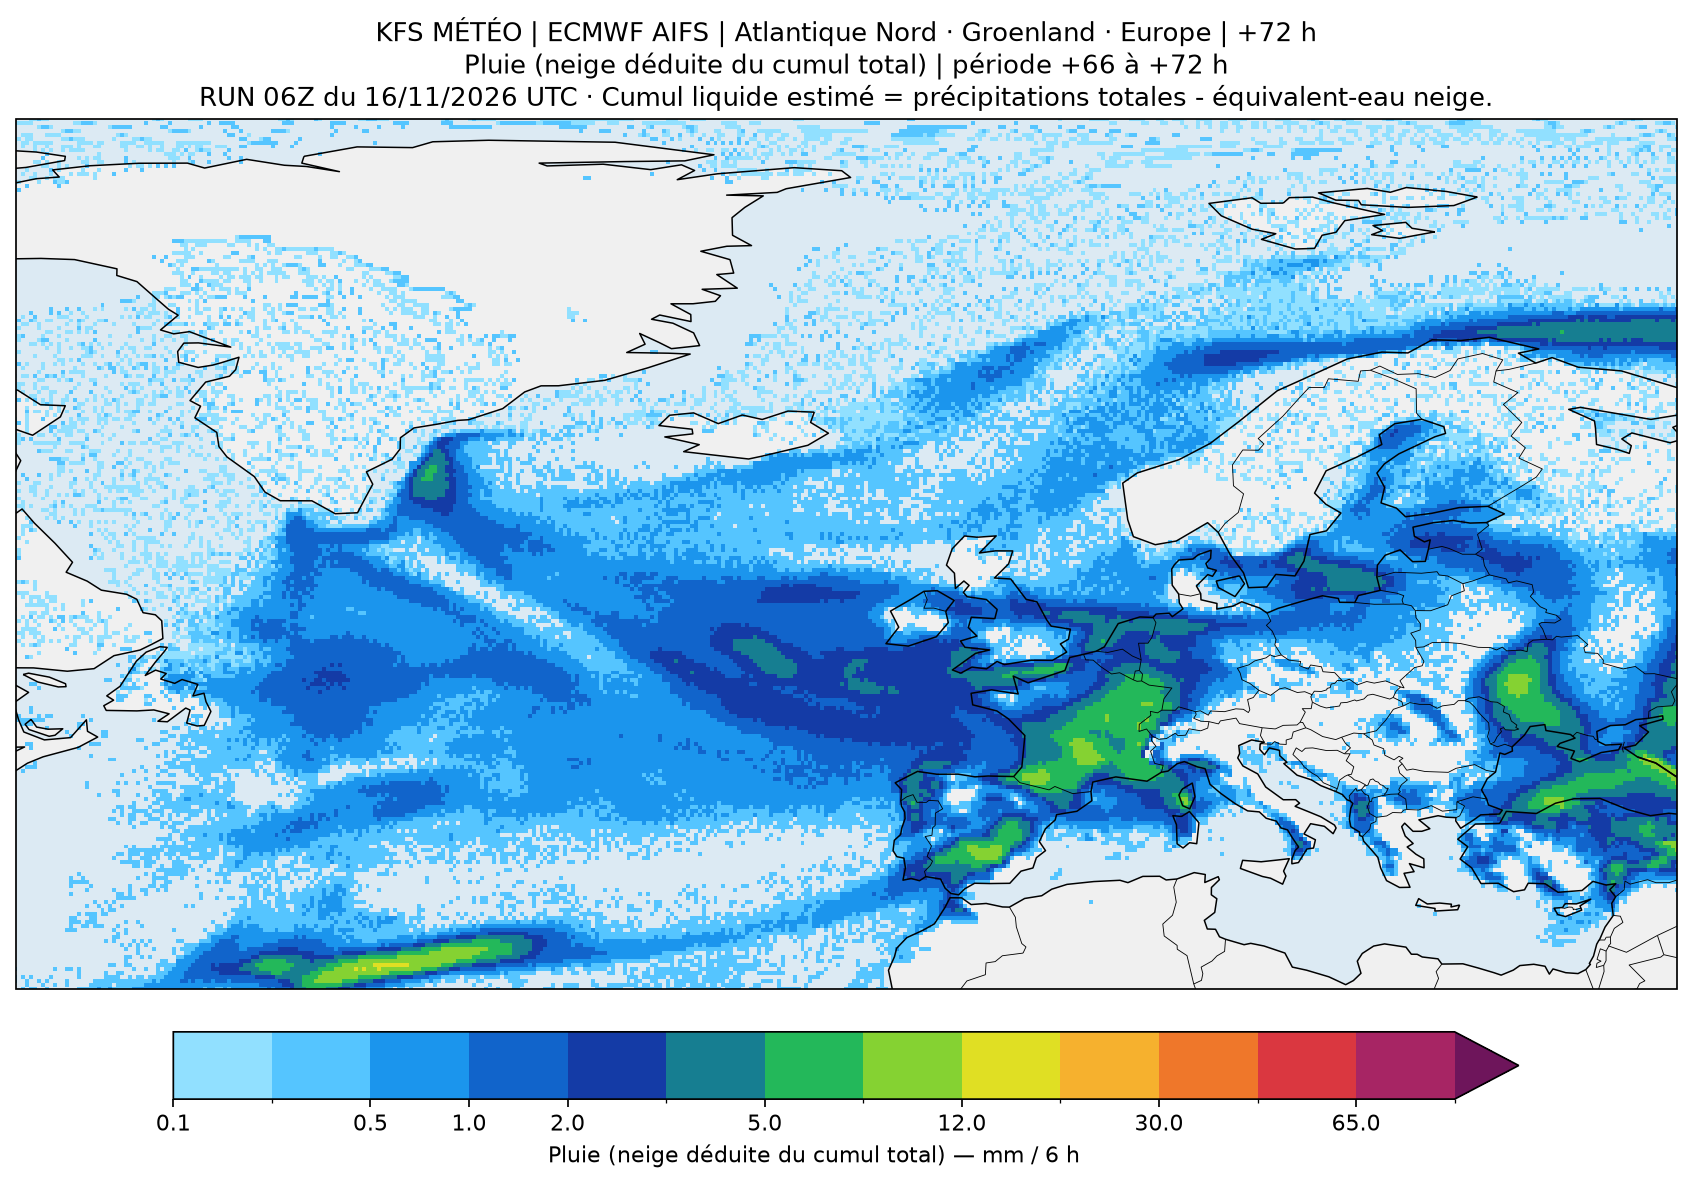 KFS MÉTÉO | ECMWF AIFS | Atlantique Nord · Groenland · Europe | +72 h
Pluie (neige déduite du cumul total) | période +66 à +72 h
RUN 06Z du 16/11/2026 UTC · Cumul liquide estimé = précipitations totales - équivalent-eau neige.
0.1 0.5 1.0 2.0 5.0 12.0 30.0 65.0
Pluie (neige déduite du cumul total) — mm / 6 h